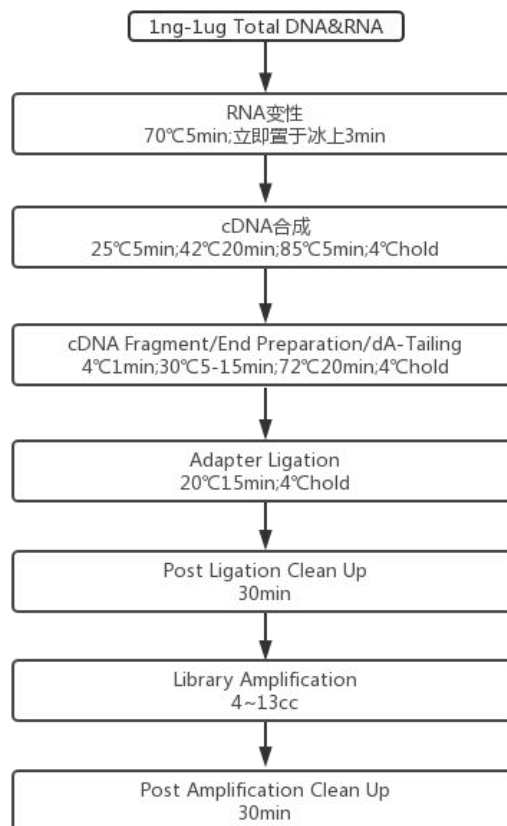 1ng-1ug Total DNA&RNA
RNA变性
70℃5min;立即置于冰上3min
cDNA合成
25℃5min;42℃20min;85℃5min;4℃hold
cDNA Fragment/End Preparation/dA-Tailing
4℃1min;30℃5-15min;72℃20min;4℃hold
Adapter Ligation
20℃15min;4℃hold
Post Ligation Clean Up
30min
Library Amplification
4~13cc
Post Amplification Clean Up
30min